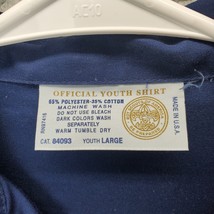 OFFICIAL YOUTH SHIRT
65% POLYESTER-35% COTTON
MACHINE WASH
DO NOT USE BLEACH
DARK COLORS WASH
SEPARATELY
WARM TUMBLE DRY
CAT. 84093 YOUTH LARGE
MADE IN U.S.A.